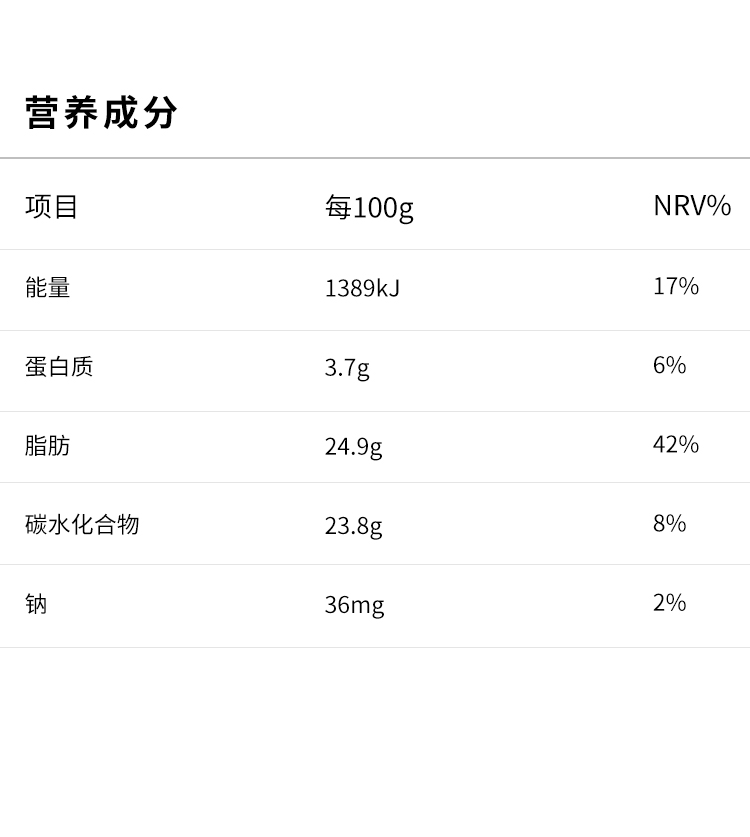 营养成分
项目 每100g NRV%
能量 1389kJ 17%
蛋白质 3.7g 6%
脂肪 24.9g 42%
碳水化合物 23.8g 8%
钠 36mg 2%